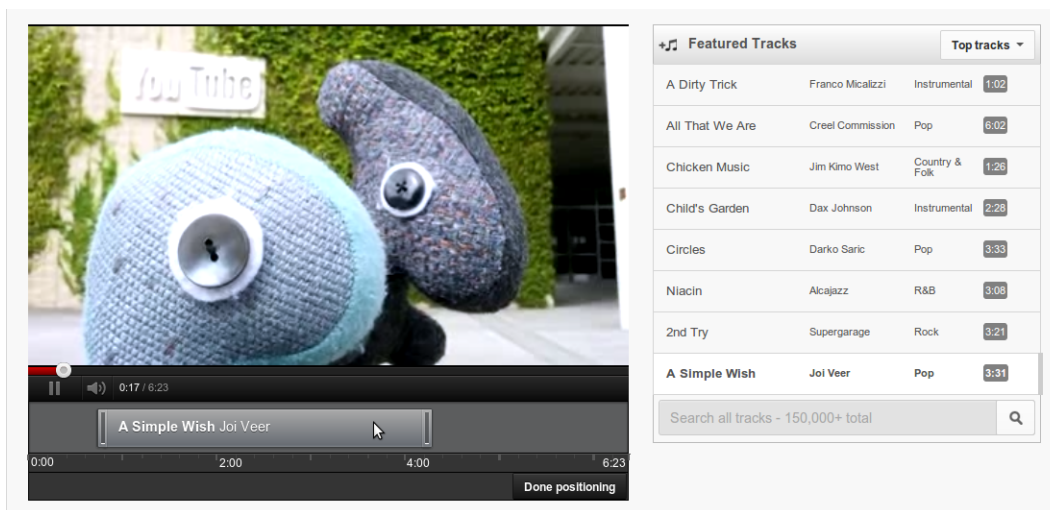 You Tube
0:17 / 6:23
A Simple Wish Joi Veer
0:00 2:00 4:00 6:23
Done positioning
Featured Tracks Top tracks
A Dirty Trick Franco Micalizzi Instrumental 1:02
All That We Are Creel Commission Pop 6:02
Chicken Music Jim Kimo West Country & Folk 1:26
Child's Garden Dax Johnson Instrumental 2:28
Circles Darko Saric Pop 3:33
Niacin Alcajazz R&B 3:08
2nd Try Supergarage Rock 3:21
A Simple Wish Joi Veer Pop 3:31
Search all tracks - 150,000+ total